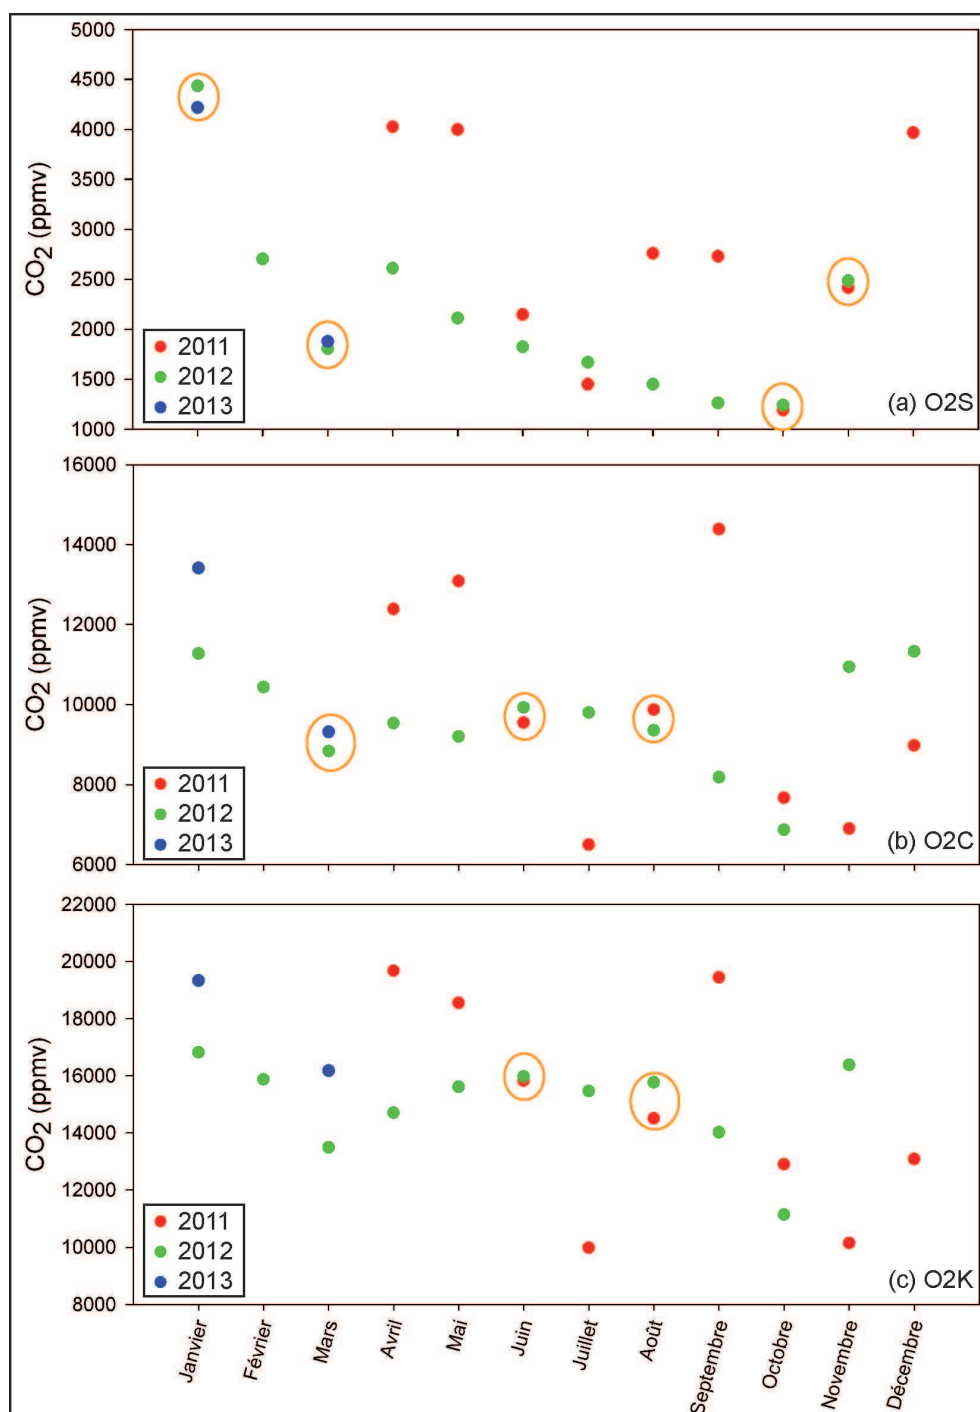 5000
4500
4000
3500
3000
2500
2000
1500
1000
CO2 (ppmv)
2011
2012
2013
(a) O2S
16000
14000
12000
10000
8000
6000
CO2 (ppmv)
2011
2012
2013
(b) O2C
22000
20000
18000
16000
14000
12000
10000
8000
CO2 (ppmv)
2011
2012
2013
(c) O2K
Janvier
Février
Mars
Avril
Mai
Juin
Juillet
Août
Septembre
Octobre
Novembre
Décembre